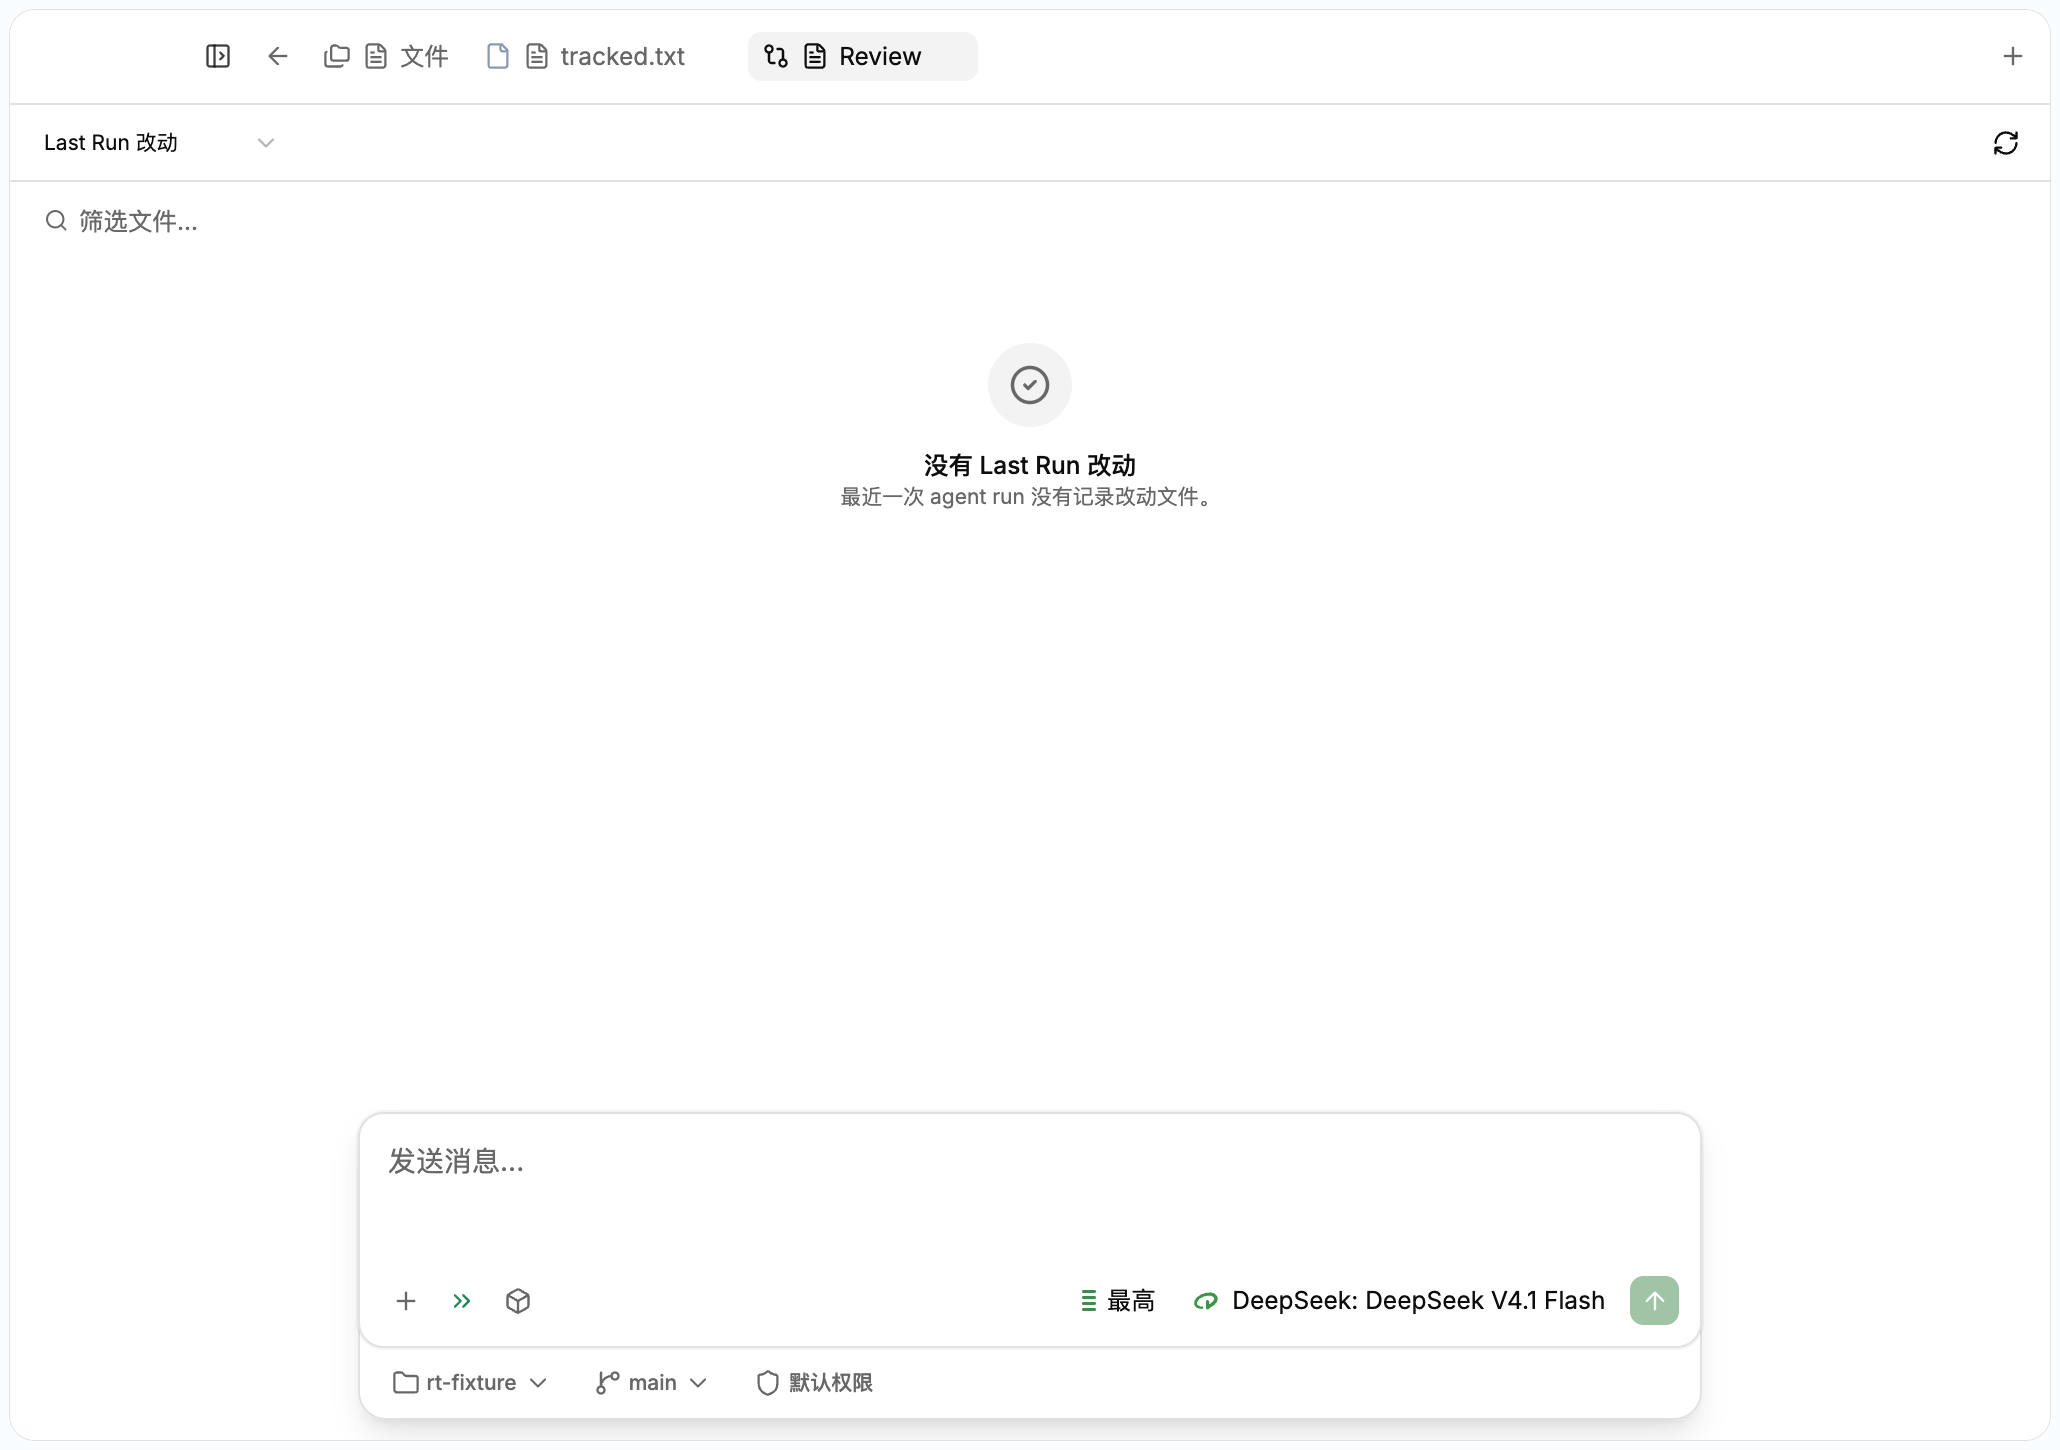 文件 tracked.txt Review
Last Run 改动
筛选文件...
没有 Last Run 改动
最近一次 agent run 没有记录改动文件。
发送消息...
最高 DeepSeek: DeepSeek V4.1 Flash
rt-fixture main 默认权限